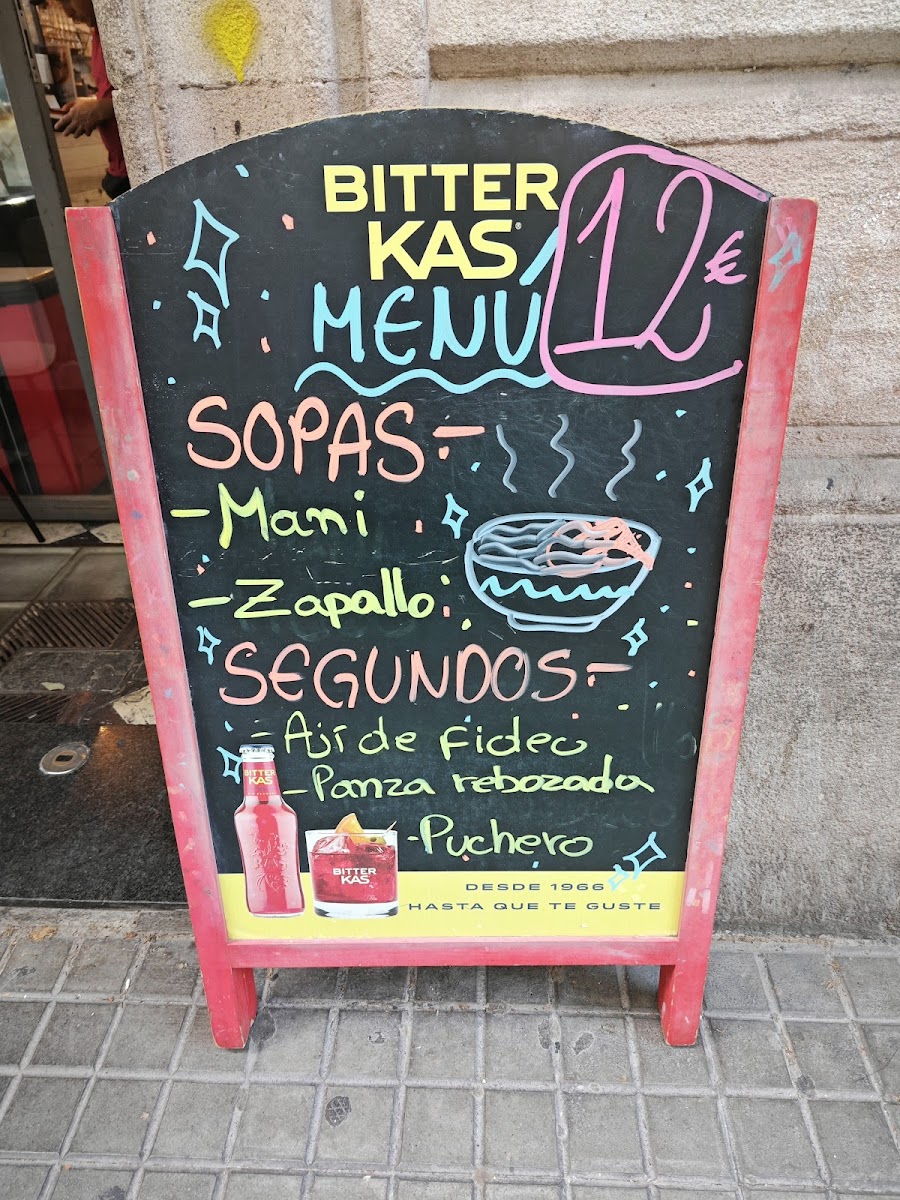 BITTER
KAS®
MENÚ
12€
SOPAS-
-Mani
-Zapallo
SEGUNDOS-
-Ají de Fideo
-Panza rebozada
-Puchero
BITTER
KAS
BITTER
KAS
DESDE 1966
HASTA QUE TE GUSTE